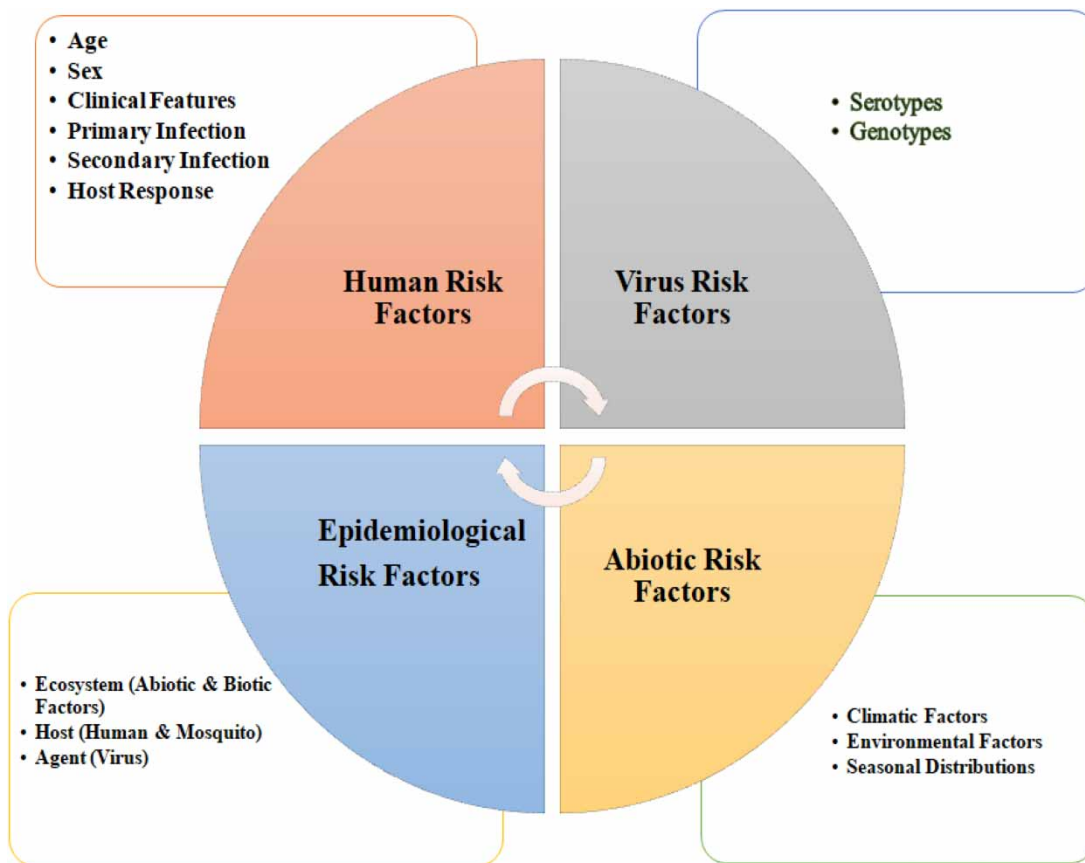 • Age
• Sex
• Clinical Features
• Primary Infection
• Secondary Infection
• Host Response
• Serotypes
• Genotypes
Human Risk
Factors
Virus Risk
Factors
Epidemiological
Risk Factors
Abiotic Risk
Factors
• Ecosystem (Abiotic & Biotic
Factors)
• Host (Human & Mosquito)
• Agent (Virus)
• Climatic Factors
• Environmental Factors
• Seasonal Distributions